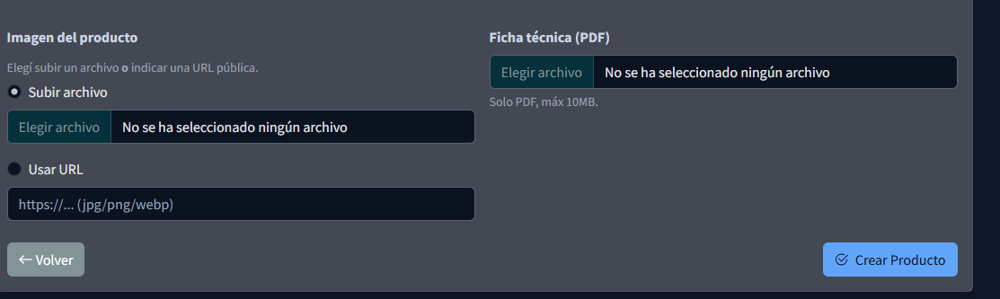 Imagen del producto
Elegí subir un archivo o indicar una URL pública.
Subir archivo
Elegir archivo No se ha seleccionado ningún archivo
Usar URL
https://... (jpg/png/webp)
Ficha técnica (PDF)
Elegir archivo No se ha seleccionado ningún archivo
Solo PDF, máx 10MB.
← Volver
Crear Producto